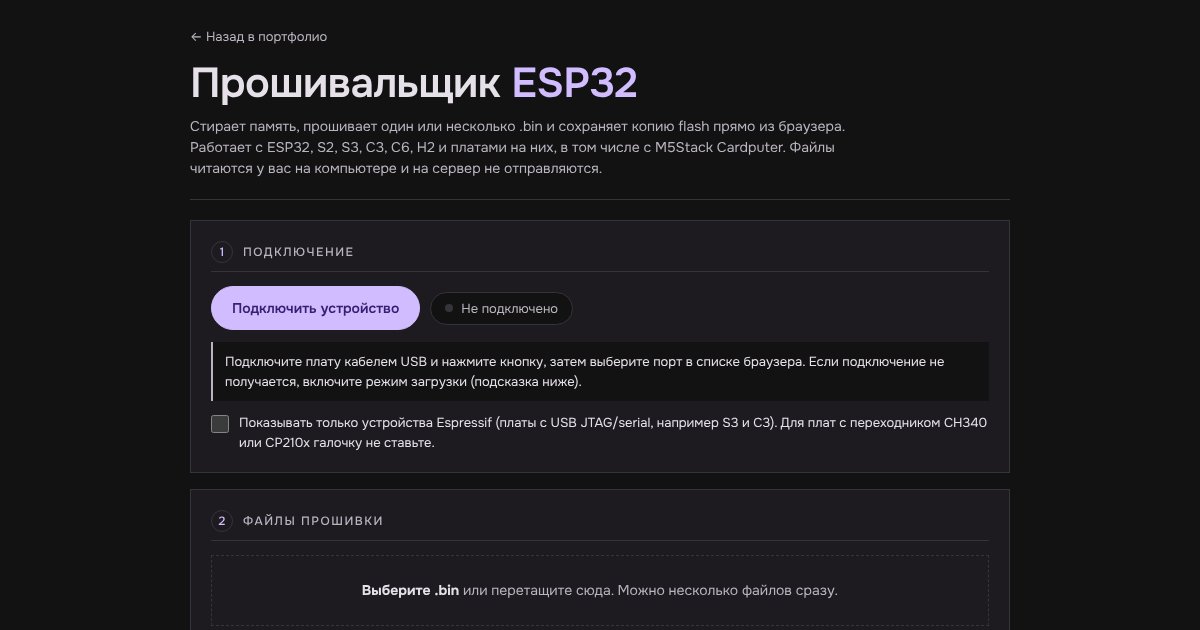 ← Назад в портфолио
Прошивальщик ESP32
Стирает память, прошивает один или несколько .bin и сохраняет копию flash прямо из браузера.
Работает с ESP32, S2, S3, C3, C6, H2 и платами на них, в том числе с M5Stack Cardputer. Файлы
читаются у вас на компьютере и на сервер не отправляются.
1 ПОДКЛЮЧЕНИЕ
Подключить устройство
Не подключено
Подключите плату кабелем USB и нажмите кнопку, затем выберите порт в списке браузера. Если подключение не
получается, включите режим загрузки (подсказка ниже).
Показывать только устройства Espressif (платы с USB JTAG/serial, например S3 и C3). Для плат с переходником CH340
или CP210x галочку не ставьте.
2 ФАЙЛЫ ПРОШИВКИ
Выберите .bin или перетащите сюда. Можно несколько файлов сразу.